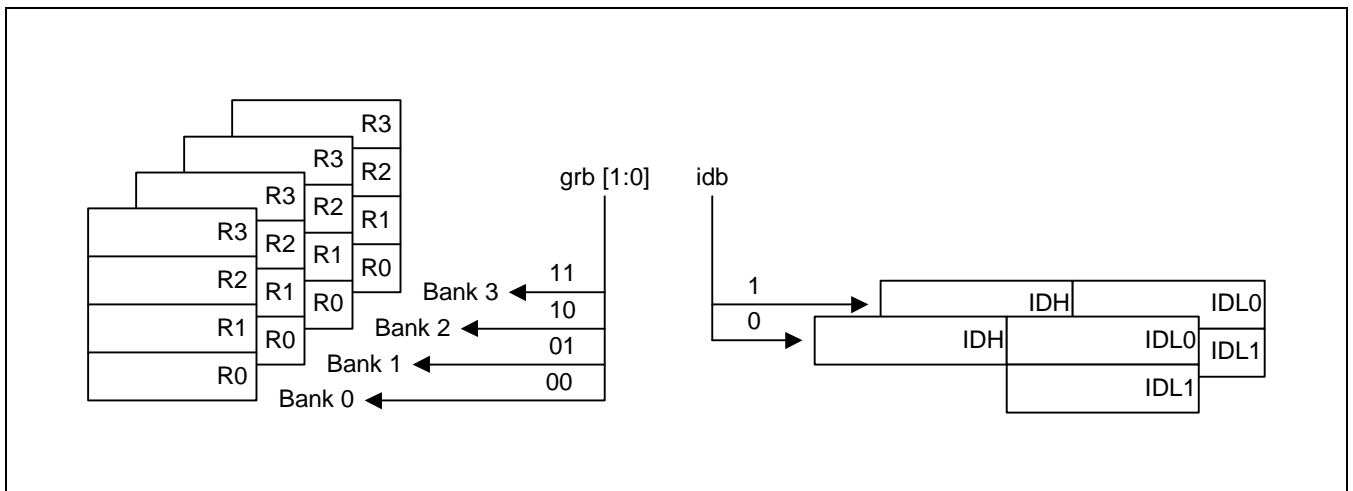 R3
R3
R2
R3
R2
R1
R3
R2
R1
R0
R2
R1
R0
R1
R0
R0
grb [1:0]
idb
Bank 3
11
Bank 2
10
Bank 1
01
Bank 0
00
1
0
IDH
IDL0
IDH
IDL0
IDL1
IDL1